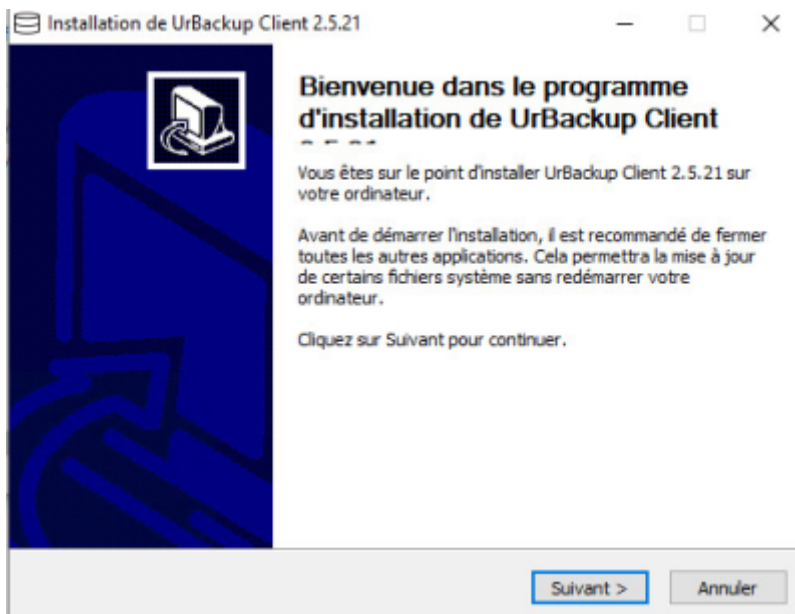 Installation de UrBackup Client 2.5.21
Bienvenue dans le programme
d'installation de UrBackup Client
Vous êtes sur le point d'installer UrBackup Client 2.5.21 sur
votre ordinateur.
Avant de démarrer l'installation, il est recommandé de fermer
toutes les autres applications. Cela permettra la mise à jour
de certains fichiers système sans redémarrer votre
ordinateur.
Cliquez sur Suivant pour continuer.
Suivant >
Annuler